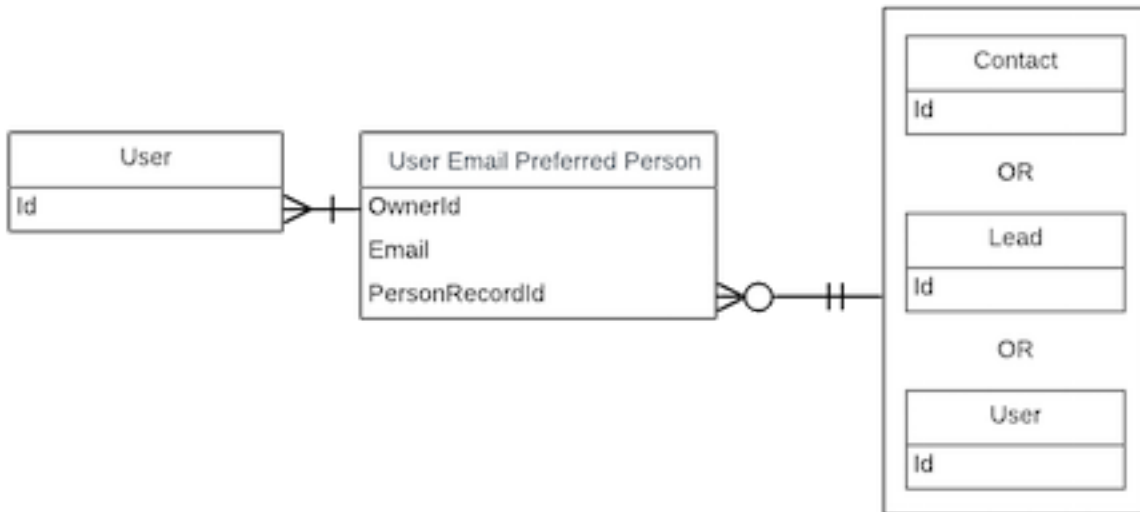 User
Id
User Email Preferred Person
OwnerId
Email
PersonRecordId
Contact
Id
OR
Lead
Id
OR
User
Id